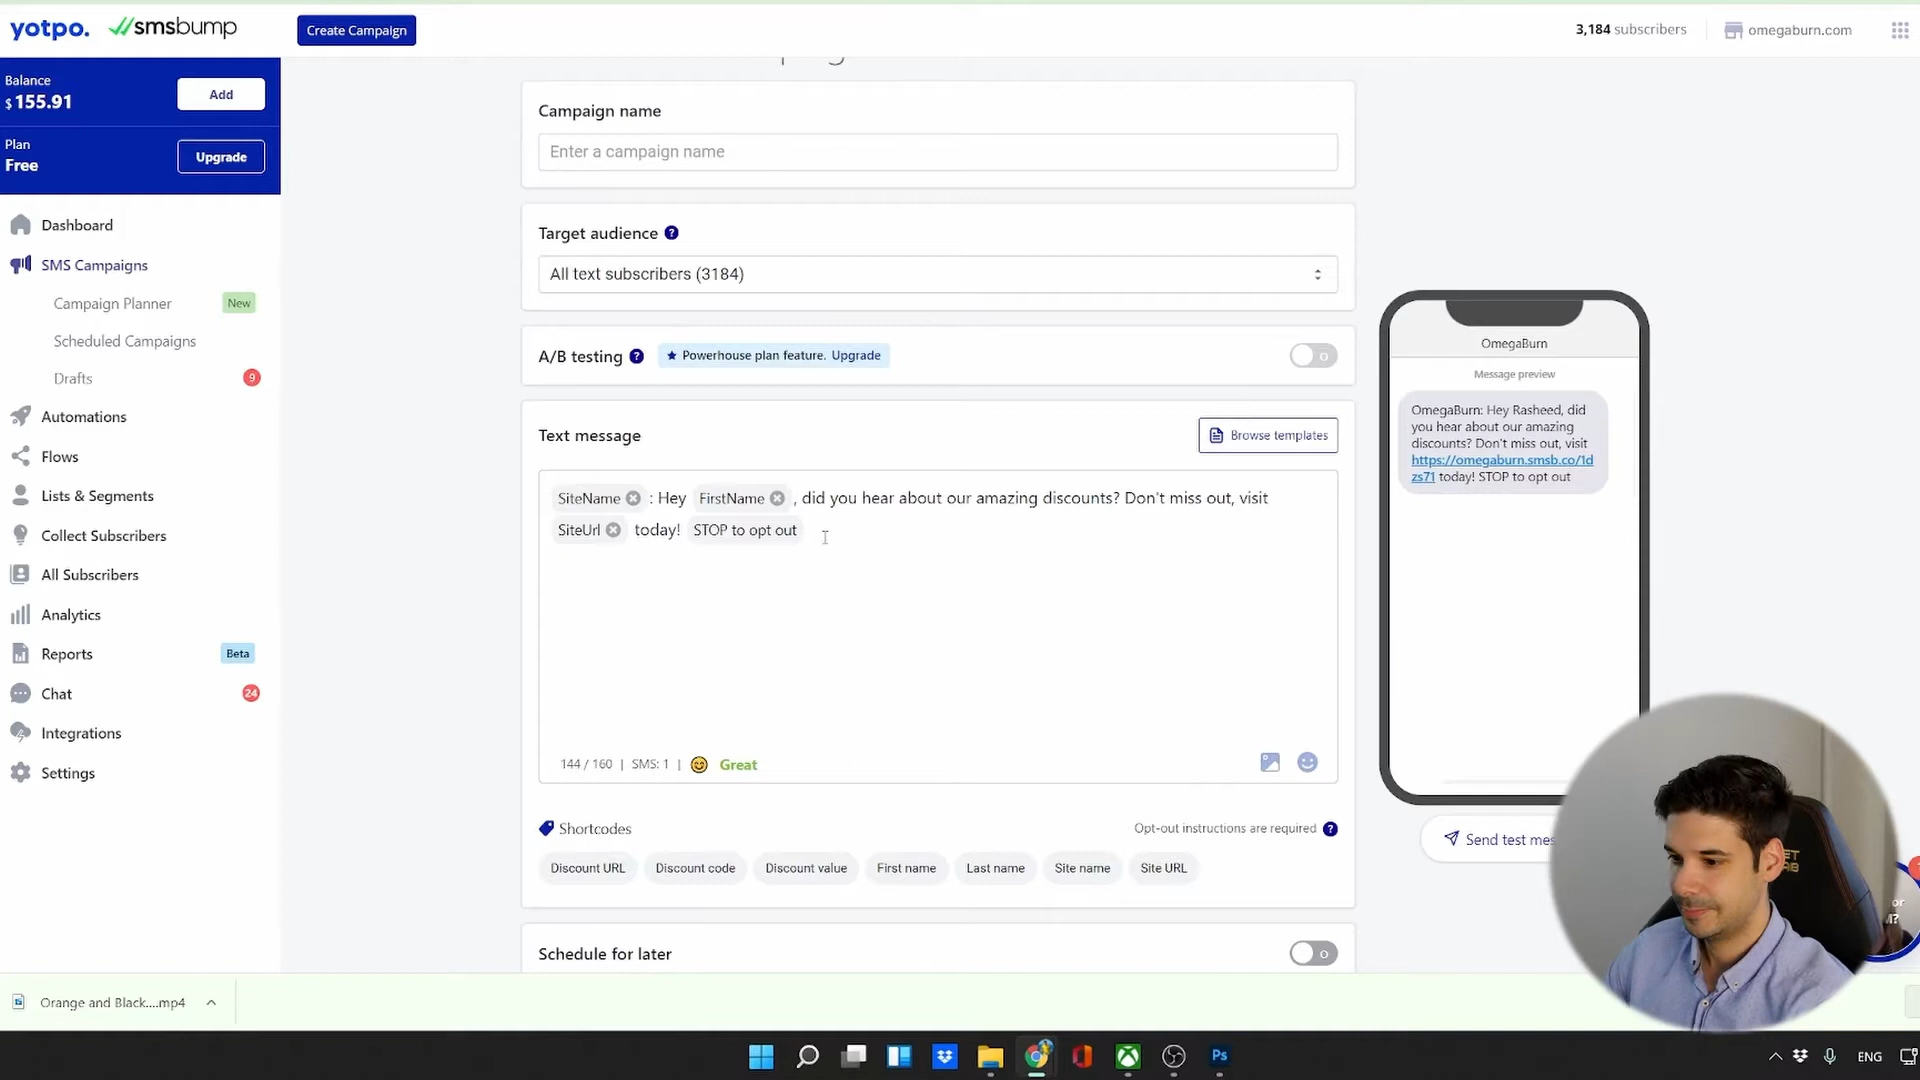 yotpo. smsbump
Create Campaign
3,184 subscribers
omegaburn.com
Balance
$ 155.91
Add
Plan
Free
Upgrade
Dashboard
SMS Campaigns
Campaign Planner New
Scheduled Campaigns
Drafts 9
Automations
Flows
Lists & Segments
Collect Subscribers
All Subscribers
Analytics
Reports Beta
Chat 24
Integrations
Settings
Campaign name
Enter a campaign name
Target audience ?
All text subscribers (3184)
A/B testing ? Powerhouse plan feature. Upgrade
Text message
Browse templates
SiteName : Hey FirstName , did you hear about our amazing discounts? Don't miss out, visit
SiteUrl today! STOP to opt out
144 / 160 | SMS: 1 | Great
Shortcodes
Opt-out instructions are required ?
Discount URL Discount code Discount value First name Last name Site name Site URL
Schedule for later
OmegaBurn
Message preview
OmegaBurn: Hey Rasheed, did
you hear about our amazing
discounts? Don't miss out, visit
https://omegaburn.smsb.co/1d
zs71 today! STOP to opt out
Send test mes
Orange and Black....mp4
Ps
ENG